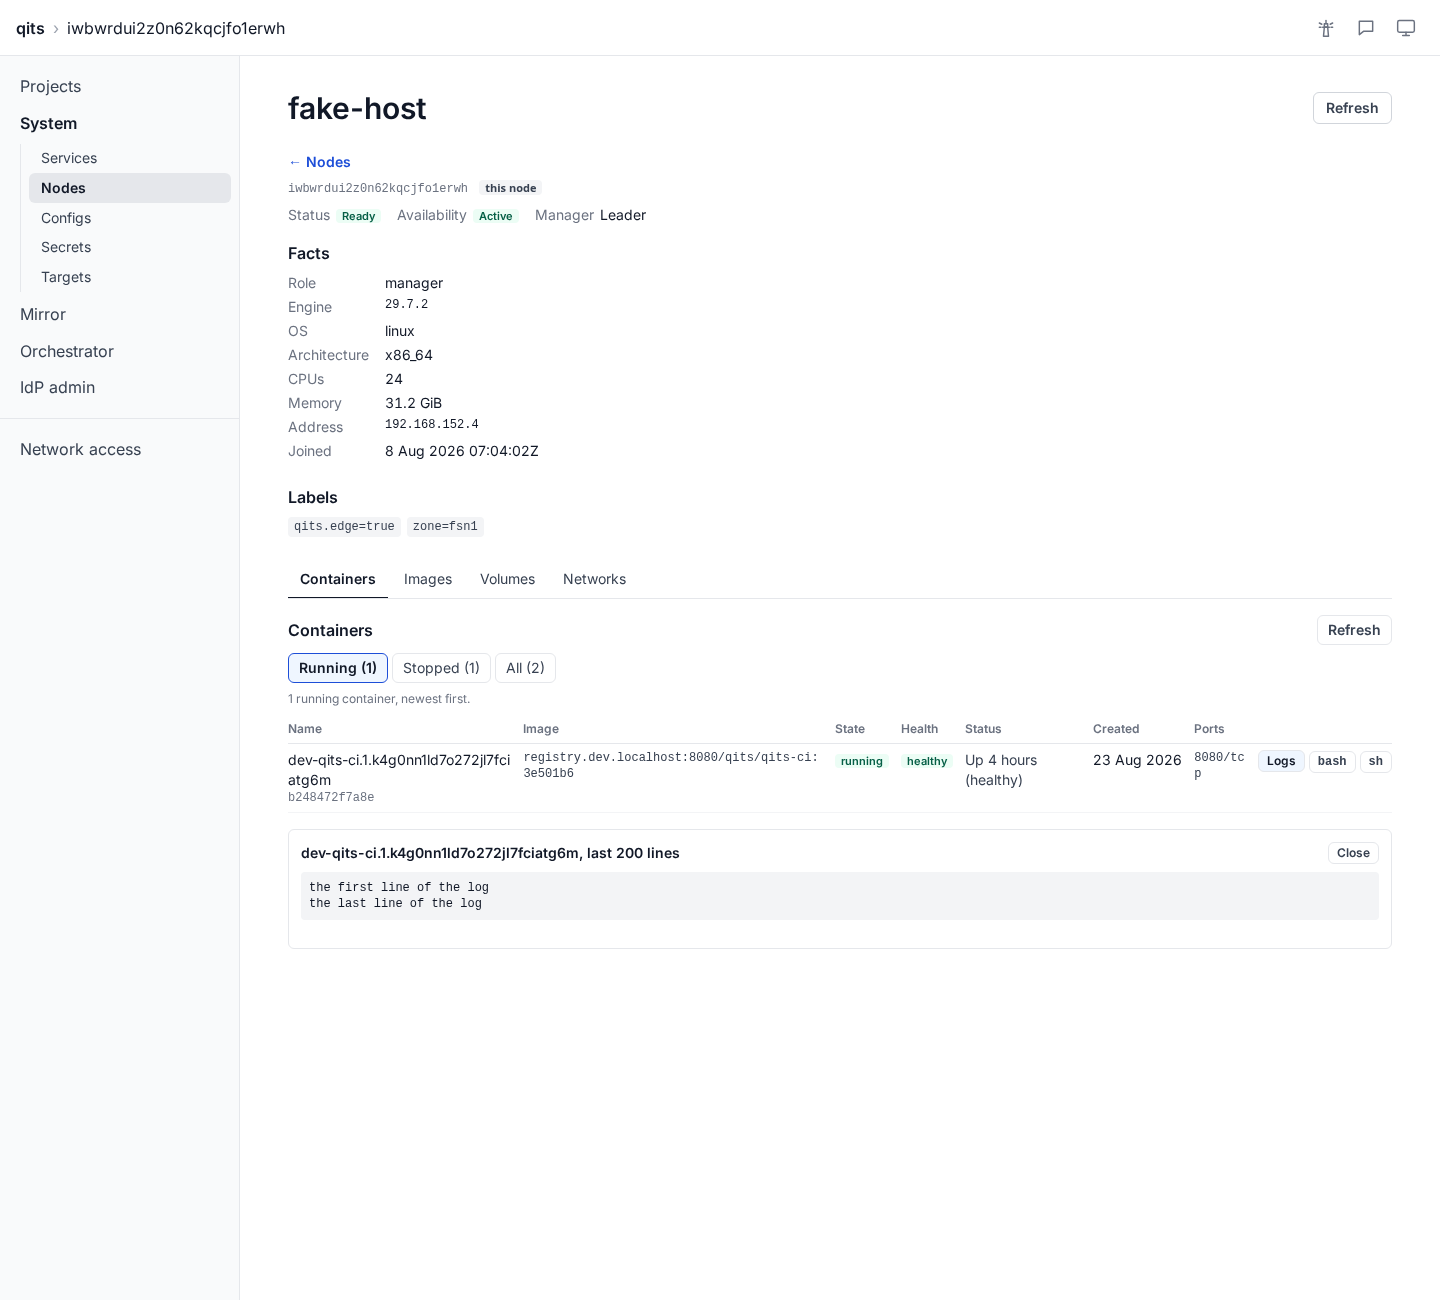 qits › iwbwrdui2z0n62kqcjfo1erwh
Projects
System
Services
Nodes
Configs
Secrets
Targets
Mirror
Orchestrator
IdP admin
Network access
fake-host
Refresh
← Nodes
iwbwrdui2z0n62kqcjfo1erwh this node
Status Ready Availability Active Manager Leader
Facts
Role manager
Engine 29.7.2
OS linux
Architecture x86_64
CPUs 24
Memory 31.2 GiB
Address 192.168.152.4
Joined 8 Aug 2026 07:04:02Z
Labels
qits.edge=true zone=fsn1
Containers Images Volumes Networks
Containers
Refresh
Running (1) Stopped (1) All (2)
1 running container, newest first.
Name Image State Health Status Created Ports
dev-qits-ci.1.k4g0nn1ld7o272jl7fci registry.dev.localhost:8080/qits/qits-ci: running healthy Up 4 hours 23 Aug 2026 8080/tc Logs bash sh
atg6m 3e501b6 (healthy) p
b248472f7a8e
dev-qits-ci.1.k4g0nn1ld7o272jl7fciatg6m, last 200 lines
Close
the first line of the log
the last line of the log